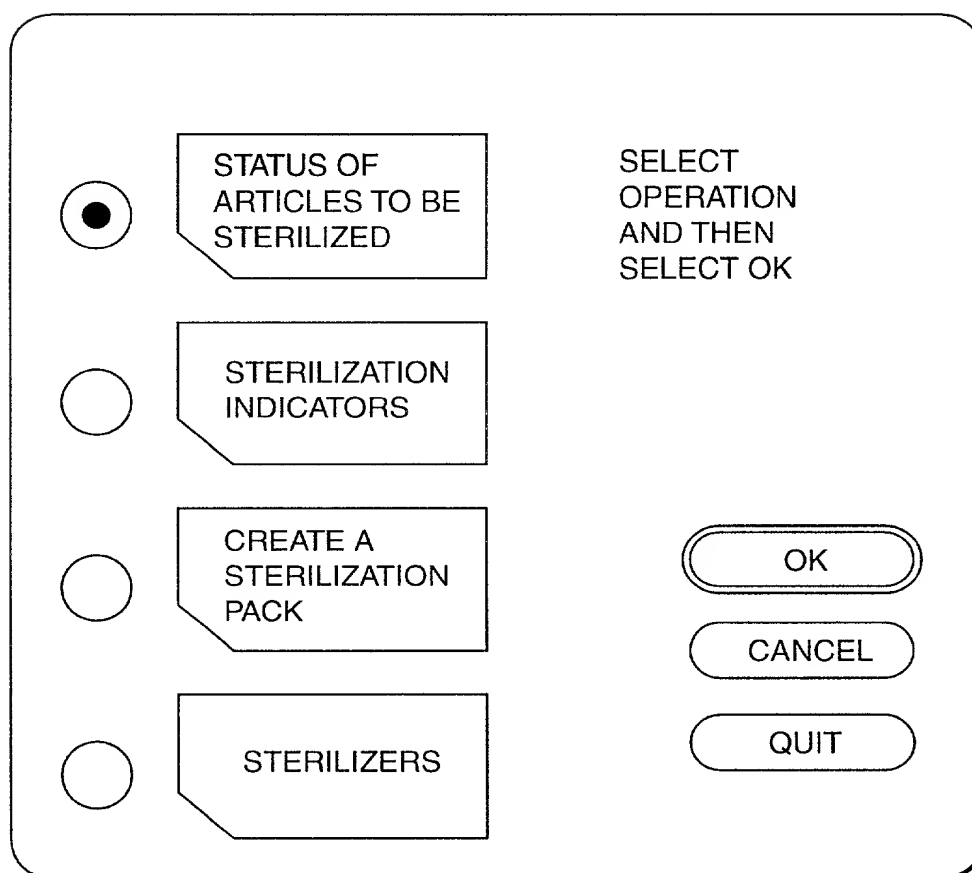 STATUS OF
ARTICLES TO BE
STERILIZED
SELECT
OPERATION
AND THEN
SELECT OK
STERILIZATION
INDICATORS
CREATE A
STERILIZATION
PACK
STERILIZERS
OK
CANCEL
QUIT